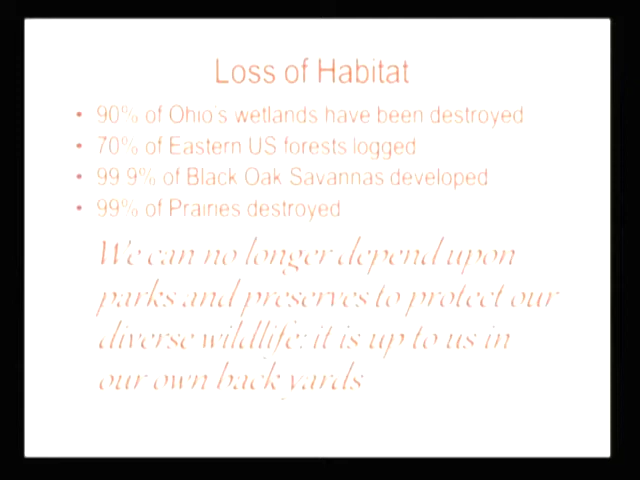 Loss of Habitat
• 90% of Ohio's wetlands have been destroyed
• 70% of Eastern US forests logged
• 99.9% of Black Oak Savannas developed
• 99% of Prairies destroyed
We can no longer depend upon
parks and preserves to protect our
diverse wildlife: it is up to us in
our own back yards